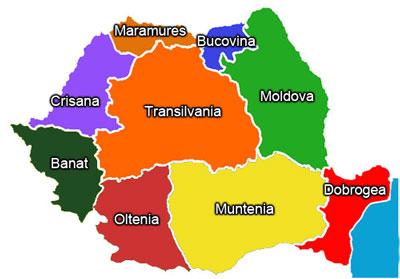 Maramures
Bucovina
Crisana
Transilvania
Moldova
Banat
Dobrogea
Oltenia
Muntenia